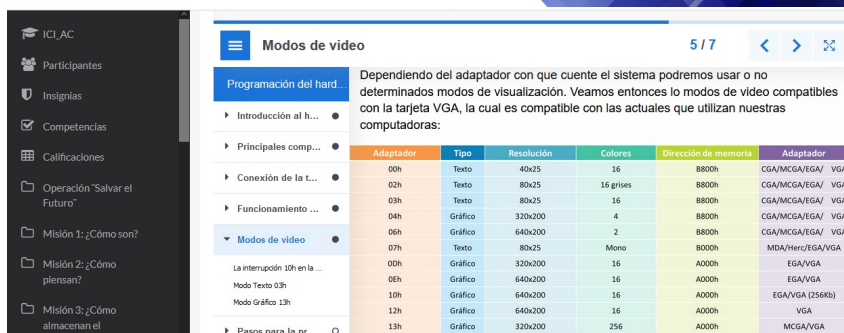 ICI_AC
Participantes
Insignias
Competencias
Calificaciones
Operación "Salvar el
Futuro"
Misión 1: ¿Cómo son?
Misión 2: ¿Cómo
piensan?
Misión 3: ¿Cómo
almacenan el
Modos de video
5 / 7
Programación del hard...
Introducción al h...
Principales comp...
Conexión de la t...
Funcionamiento ...
Modos de video
La interrupción 10h en la ...
Modo Texto 03h
Modo Gráfico 13h
Pasos para la pr...
Dependiendo del adaptador con que cuente el sistema podremos usar o no
determinados modos de visualización. Veamos entonces lo modos de video compatibles
con la tarjeta VGA, la cual es compatible con las actuales que utilizan nuestras
computadoras:
Adaptador Tipo Resolución Colores Dirección de memoria Adaptador
00h Texto 40x25 16 B800h CGA/MCGA/EGA/ VGA
02h Texto 80x25 16 grises B800h CGA/MCGA/EGA/ VGA
03h Texto 80x25 16 B800h CGA/MCGA/EGA/ VGA
04h Gráfico 320x200 4 B800h CGA/MCGA/EGA/ VGA
06h Gráfico 640x200 2 B800h CGA/MCGA/EGA/ VGA
07h Texto 80x25 Mono B000h MDA/Herc/EGA/VGA
0Dh Gráfico 320x200 16 A000h EGA/VGA
0Eh Gráfico 640x200 16 A000h EGA/VGA
10h Gráfico 640x200 16 A000h EGA/VGA (256Kb)
12h Gráfico 640x200 16 A000h VGA
13h Gráfico 320x200 256 A000h MCGA/VGA